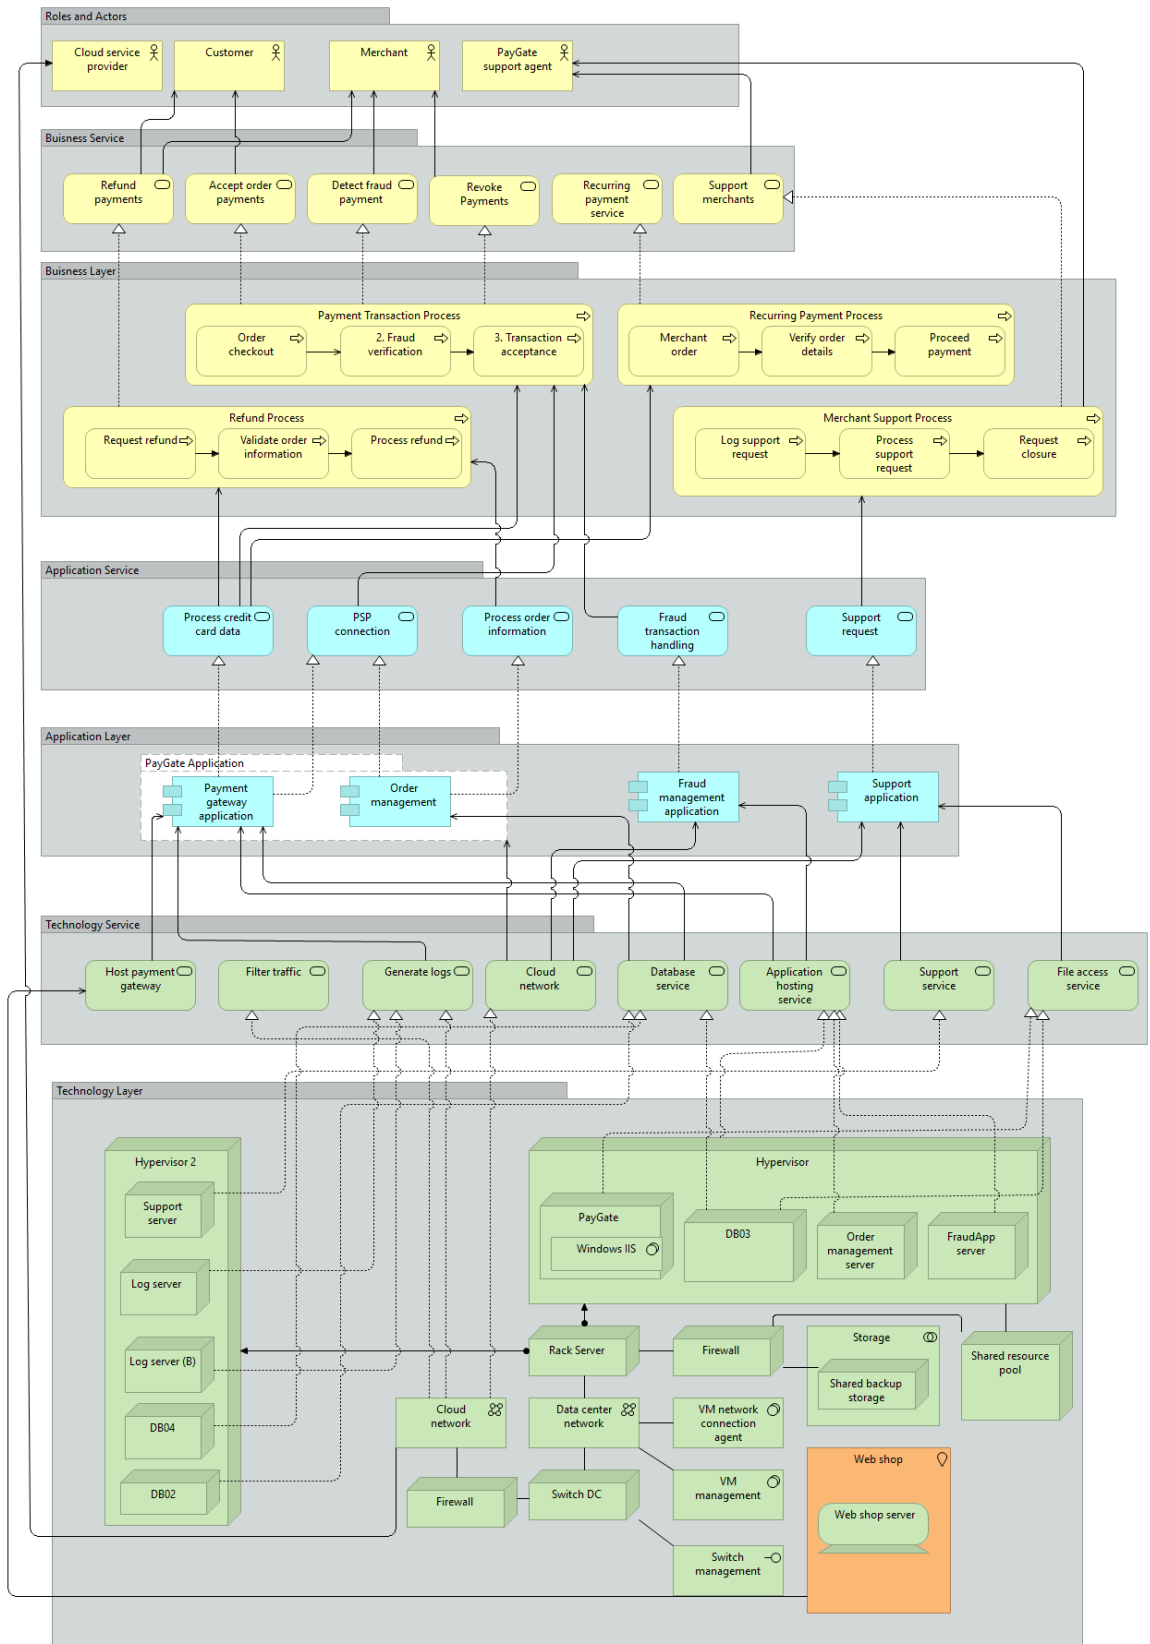 Roles and Actors
Cloud service
provider
Customer
Merchant
PayGate
support agent
Buisness Service
Refund
payments
Accept order
payments
Detect fraud
payment
Revoke
Payments
Recurring
payment
service
Support
merchants
Buisness Layer
Payment Transaction Process
Order
checkout
2. Fraud
verification
3. Transaction
acceptance
Recurring Payment Process
Merchant
order
Verify order
details
Proceed
payment
Refund Process
Request refund
Validate order
information
Process refund
Merchant Support Process
Log support
request
Process
support
request
Request
closure
Application Service
Process credit
card data
PSP
connection
Process order
information
Fraud
transaction
handling
Support
request
Application Layer
PayGate Application
Payment
gateway
application
Order
management
Fraud
management
application
Support
application
Technology Service
Host payment
gateway
Filter traffic
Generate logs
Cloud
network
Database
service
Application
hosting
service
Support
service
File access
service
Technology Layer
Hypervisor 2
Support
server
Log server
Log server (B)
DB04
DB02
Hypervisor
PayGate
Windows IIS
DB03
Order
management
server
FraudApp
server
Rack Server
Firewall
Storage
Shared backup
storage
Shared resource
pool
Cloud
network
Data center
network
VM network
connection
agent
Firewall
Switch DC
VM
management
Switch
management
Web shop
Web shop server